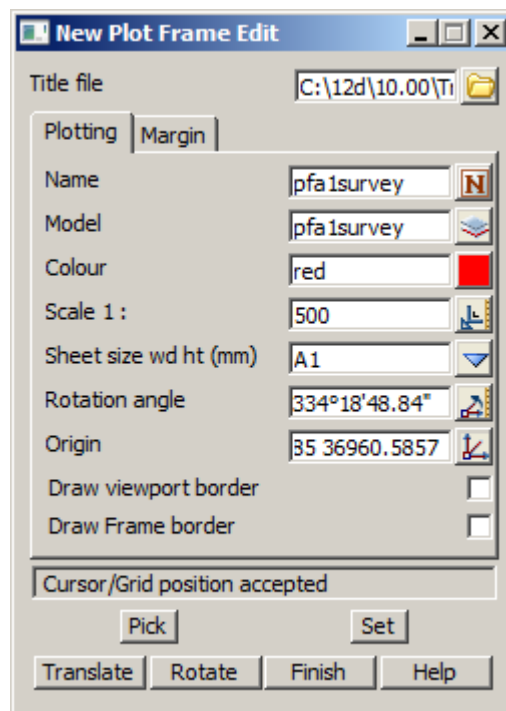 New Plot Frame Edit
Title file C:\12d\10.00\
Plotting Margin
Name pfa1survey N
Model pfa1survey
Colour red
Scale 1 : 500
Sheet size wd ht (mm) A1
Rotation angle 334°18'48.84"
Origin 35 36960.5857
Draw viewport border
Draw Frame border
Cursor/Grid position accepted
Pick Set
Translate Rotate Finish Help